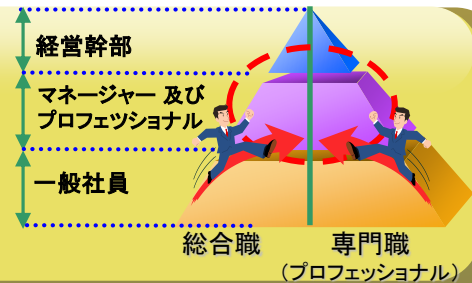 経営幹部
マネージャー 及び
プロフェツショナル
一般社員
総合職
専門職
（プロフェッショナル）